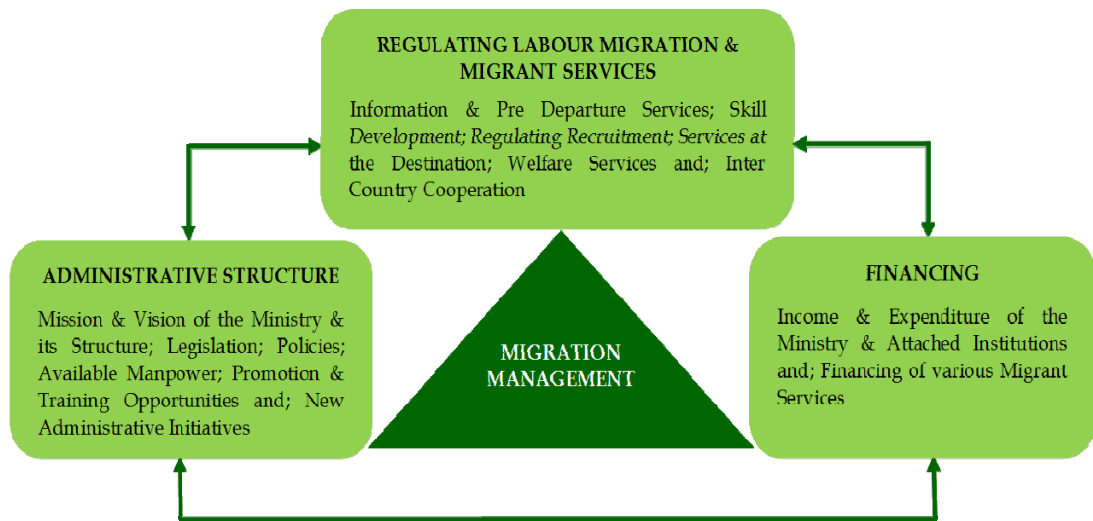 REGULATING LABOUR MIGRATION &
MIGRANT SERVICES
Information & Pre Departure Services; Skill
Development; Regulating Recruitment; Services at
the Destination; Welfare Services and; Inter
Country Cooperation
ADMINISTRATIVE STRUCTURE
Mission & Vision of the Ministry &
its Structure; Legislation; Policies;
Available Manpower; Promotion &
Training Opportunities and; New
Administrative Initiatives
MIGRATION
MANAGEMENT
FINANCING
Income & Expenditure of the
Ministry & Attached Institutions
and; Financing of various Migrant
Services